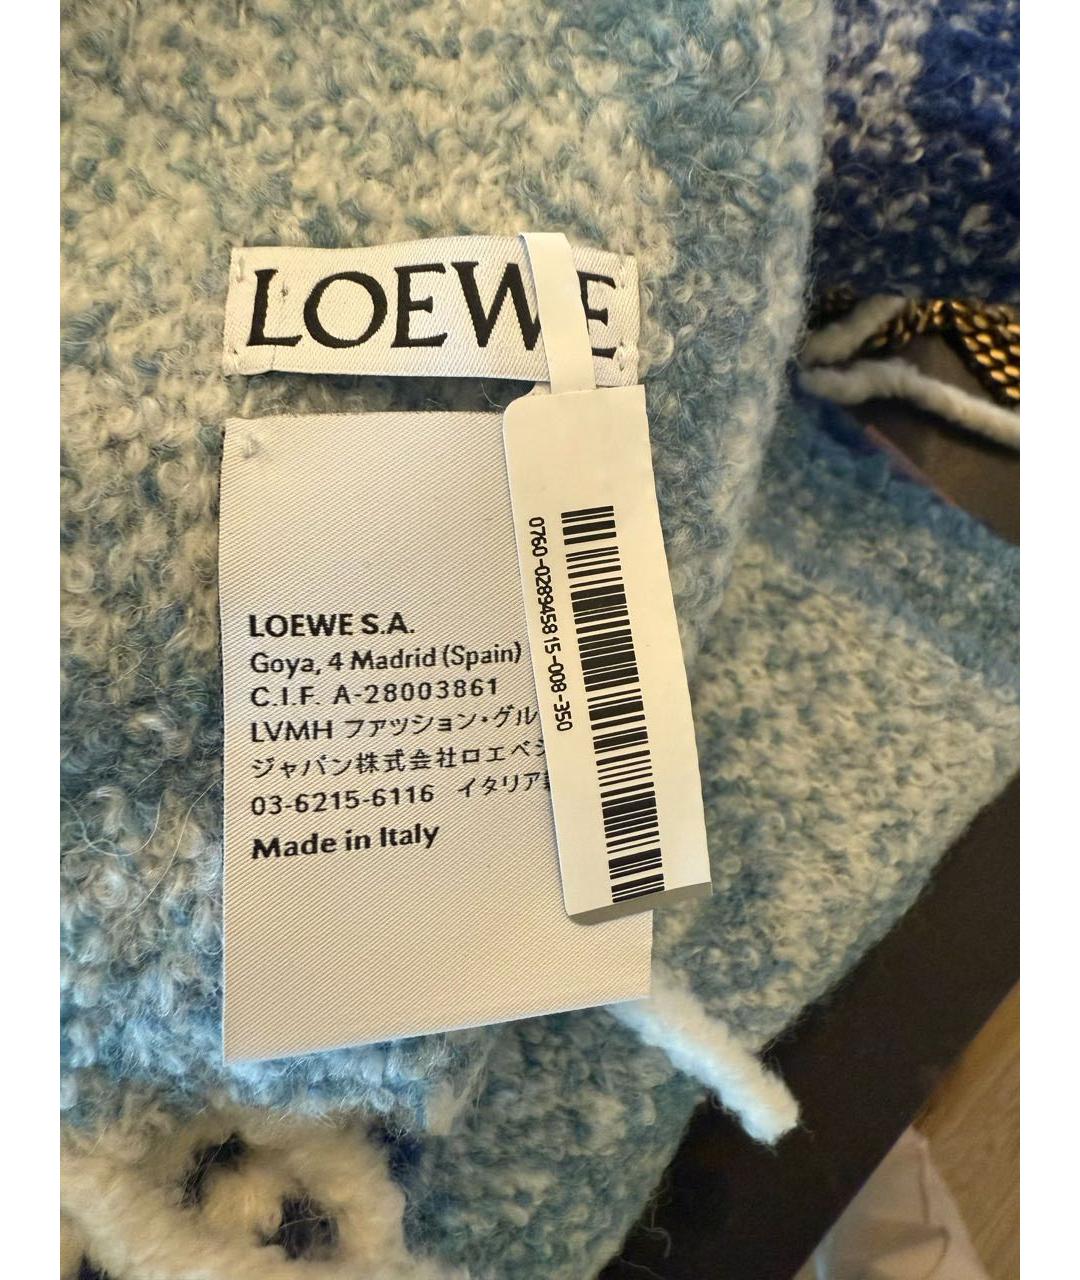 LOEWE
LOEWE S.A.
Goya, 4 Madrid (Spain)
C.I.F. A-28003861
LVMH ファッション・グル
ジャパン株式会社ロエベジ
03-6215-6116 イタリア
Made in Italy
0760-028945815-008-350